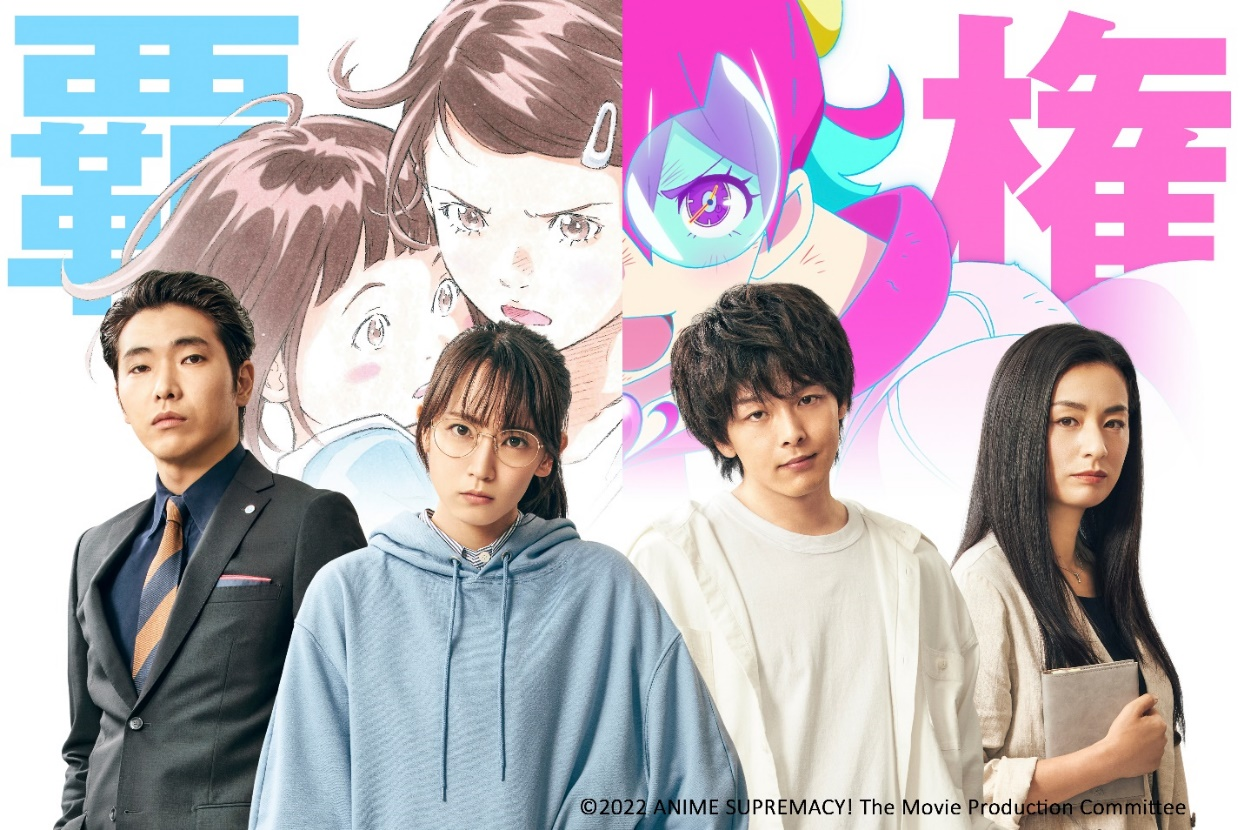 覇権
©2022 ANIME SUPREMACY! The Movie Production Committee